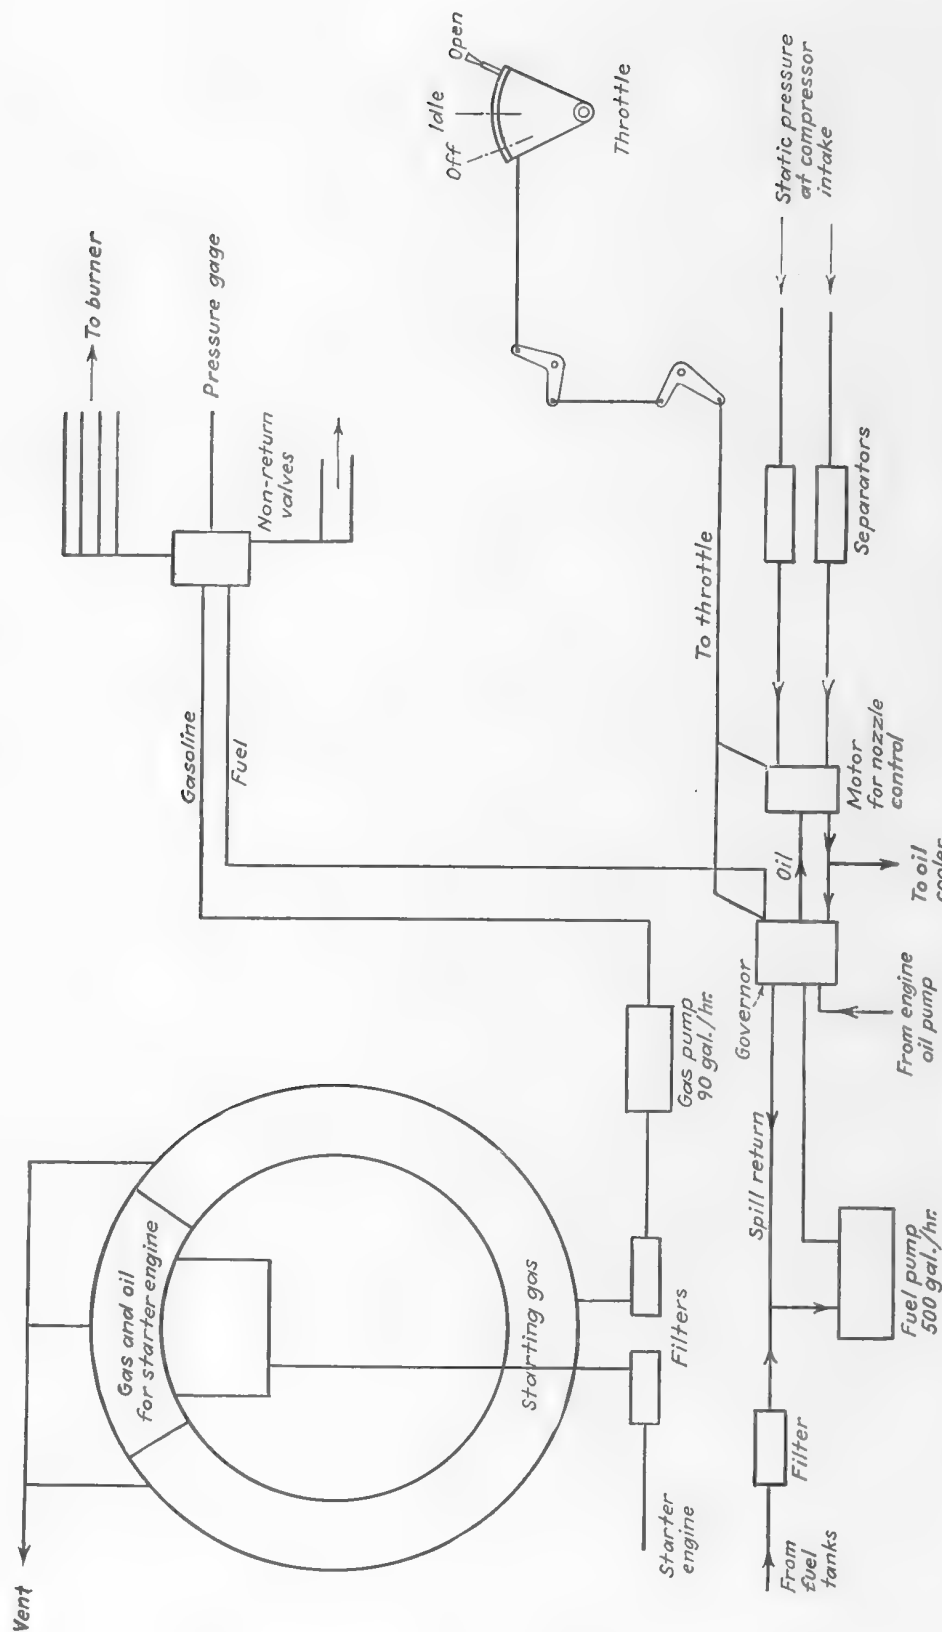 Vent
Gas and oil
for starter engine
Starting gas
Starter
engine
Filters
Gas pump
90 gal./hr.
Gasoline
Fuel
To burner
Pressure gage
Non-return
valves
Off
Idle
Open
Throttle
To throttle
From
fuel
tanks
Filter
Spill return
Fuel pump
500 gal./hr.
Governor
From engine
oil pump
Oil
To oil
cooler
Motor
for nozzle
control
Separators
Static pressure
at compressor
intake